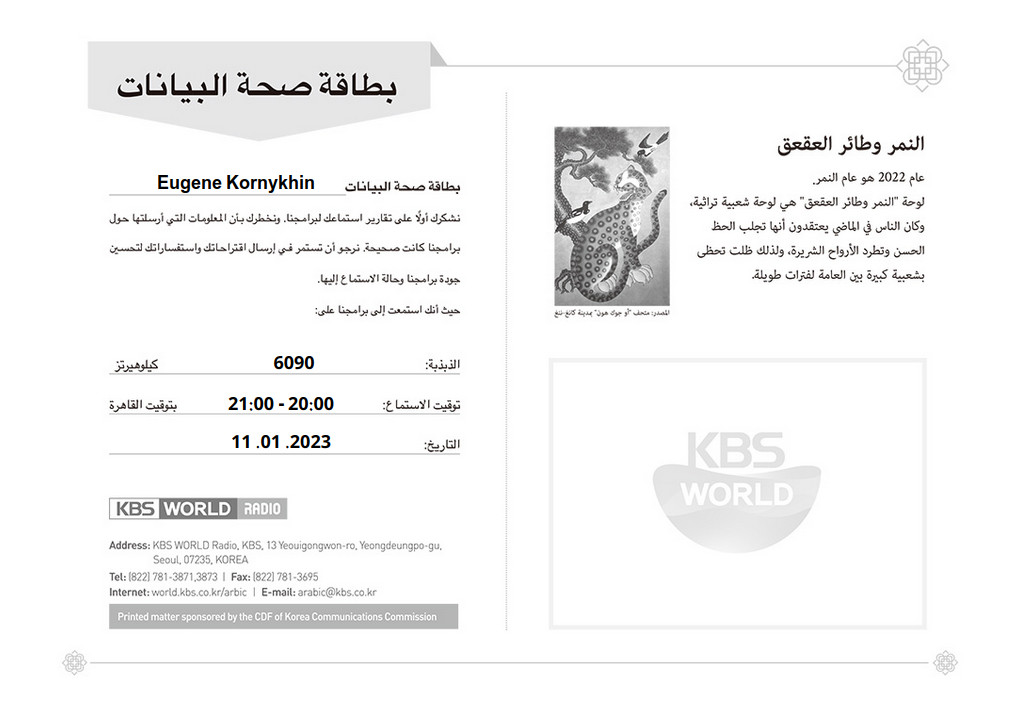 بطاقة صحة البيانات
بطاقة صحة البيانات Eugene Kornykhin
نشكرك أولًا على تقارير استماعك لبرامجنا. ونخطرك بأن المعلومات التي أرسلتها حول
برامجنا كانت صحيحة. نرجو أن تستمر في إرسال اقتراحاتك واستفساراتك لتحسين
جودة برامجنا وحالة الاستماع إليها.
حيث أنك استمعت إلى برامجنا على:
الذبذبة: 6090 كيلوهيرتز
توقيت الاستماع: 21:00 - 20:00 بتوقيت القاهرة
التاريخ: 11 .01 .2023
KBS WORLD RADIO
Address: KBS WORLD Radio, KBS, 13 Yeouigongwon-ro, Yeongdeungpo-gu,
Seoul, 07235, KOREA
Tel: (822) 781-3871,3873 | Fax: (822) 781-3695
Internet: world.kbs.co.kr/arbic | E-mail: arabic@kbs.co.kr
Printed matter sponsored by the CDF of Korea Communications Commission
النمر وطائر العقعق
عام 2022 هو عام النمر.
لوحة "النمر وطائر العقعق" هي لوحة شعبية تراثية،
وكان الناس في الماضي يعتقدون أنها تجلب الحظ
الحسن وتطرد الأرواح الشريرة، ولذلك ظلت تحظى
بشعبية كبيرة بين العامة لفترات طويلة.
المصدر: متحف "أو جوك هون" بمدينة كانغ-ننغ
KBS
WORLD